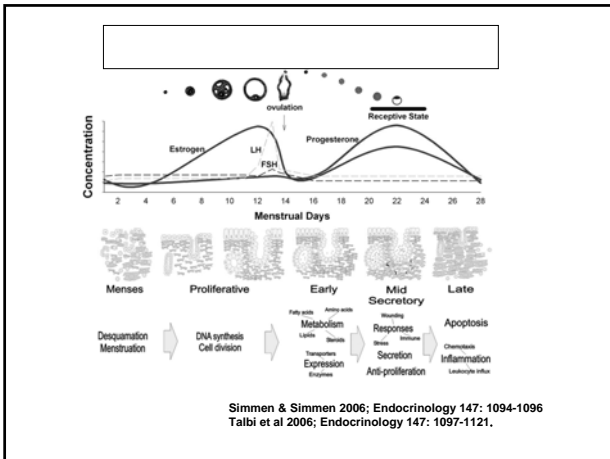 ovulation
Receptive State
Concentration
Estrogen
LH
FSH
Progesterone
2 4 6 8 10 12 14 16 18 20 22 24 26 28
Menstrual Days
Menses Proliferative Early Mid Late
Secretory
Desquamation
Menstruation
DNA synthesis
Cell division
Fatty acids Amino acids
Metabolism
Lipids Steroids
Transporters
Expression
Enzymes
Wounding
Responses
Stress Immune
Secretion
Anti-proliferation
Apoptosis
Chemotaxis
Inflammation
Leukocyte influx
Simmen & Simmen 2006; Endocrinology 147: 1094-1096
Talbi et al 2006; Endocrinology 147: 1097-1121.